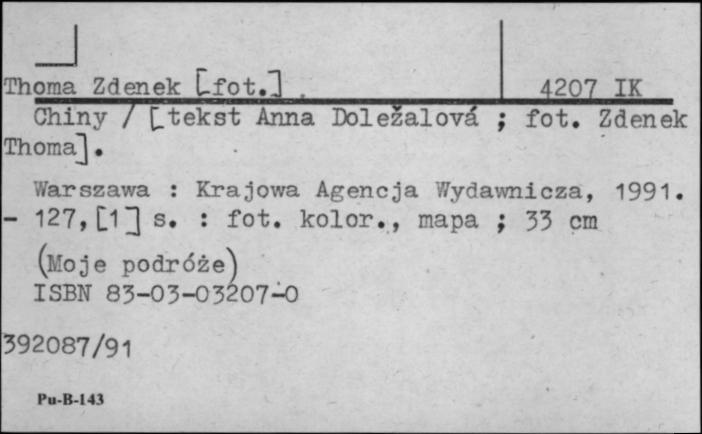 Thoma Zdenek [fot.]
4207 IK
Chiny / [tekst Anna Doležalová ; fot. Zdenek
Thoma].
Warszawa : Krajowa Agencja Wydawnicza, 1991.
- 127, [1] s. : fot. kolor., mapa ; 33 cm
(Moje podróże)
ISBN 83-03-03207-0
392087/91
Pu-B-143